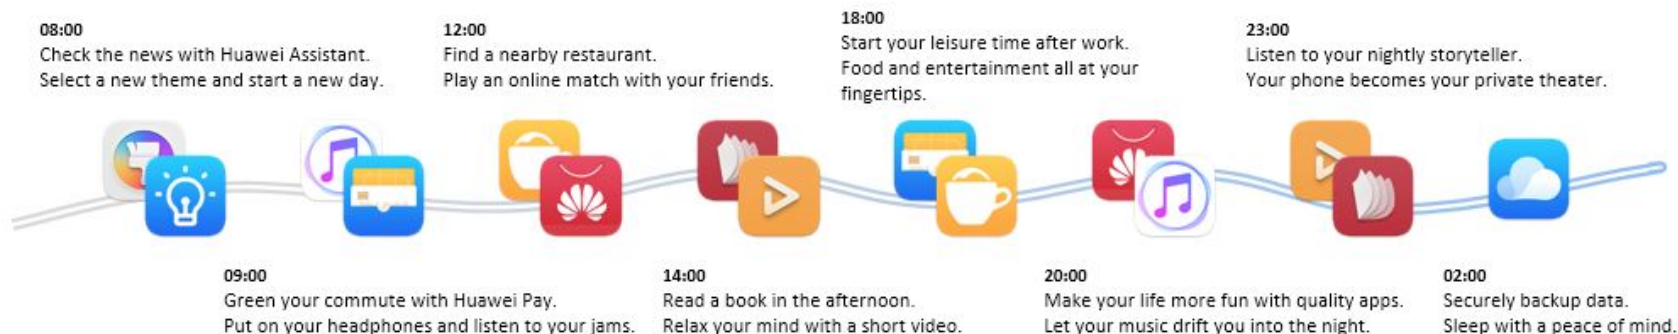 08:00
Check the news with Huawei Assistant.
Select a new theme and start a new day.
09:00
Green your commute with Huawei Pay.
Put on your headphones and listen to your jams.
12:00
Find a nearby restaurant.
Play an online match with your friends.
14:00
Read a book in the afternoon.
Relax your mind with a short video.
18:00
Start your leisure time after work.
Food and entertainment all at your
fingertips.
20:00
Make your life more fun with quality apps.
Let your music drift you into the night.
23:00
Listen to your nightly storyteller.
Your phone becomes your private theater.
02:00
Securely backup data.
Sleep with a peace of mind.